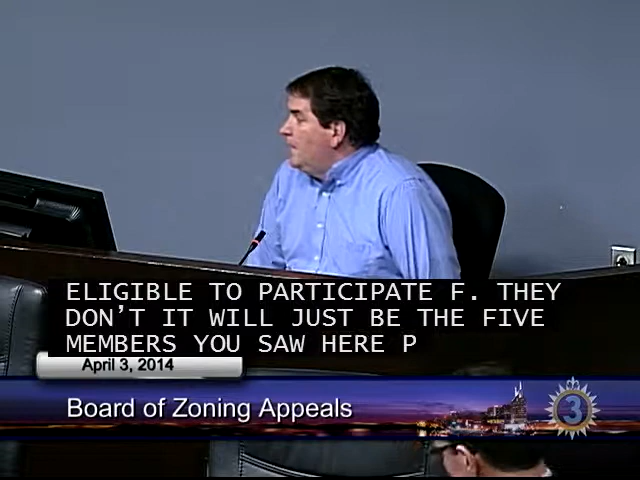 ELIGIBLE TO PARTICIPATE F. THEY
DON'T IT WILL JUST BE THE FIVE
MEMBERS YOU SAW HERE P
April 3, 2014
Board of Zoning Appeals
3